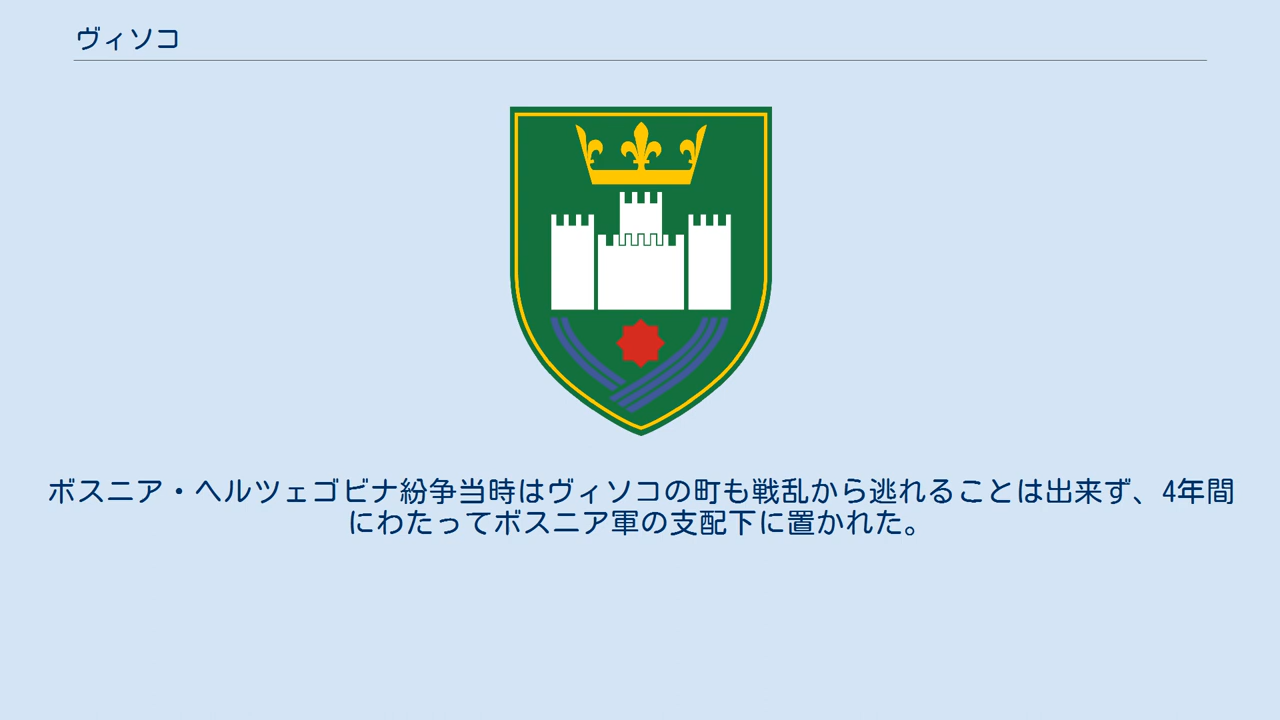 ヴィソコ
ボスニア・ヘルツェゴビナ紛争当時はヴィソコの町も戦乱から逃れることは出来ず、4年間
にわたってボスニア軍の支配下に置かれた。